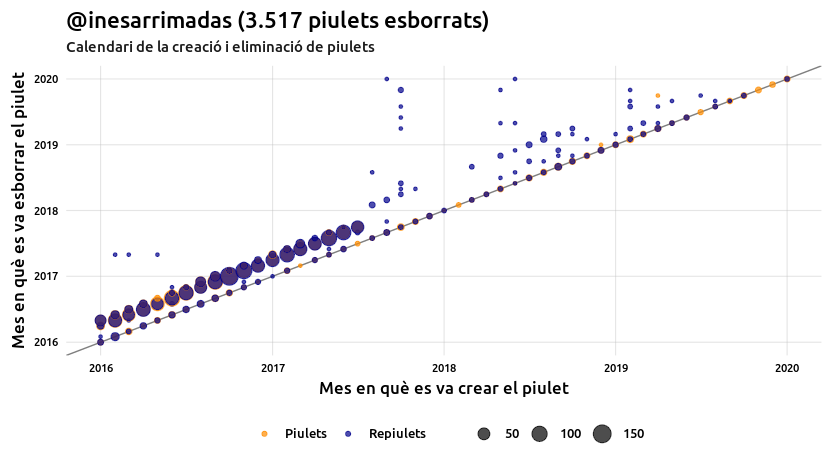 @inesarrimadas (3.517 piulets esborrats)
Calendari de la creació i eliminació de piulets
Mes en què es va esborrar el piulet
2020
2019
2018
2017
2016
2016 2017 2018 2019 2020
Mes en què es va crear el piulet
Piulets Repiulets 50 100 150